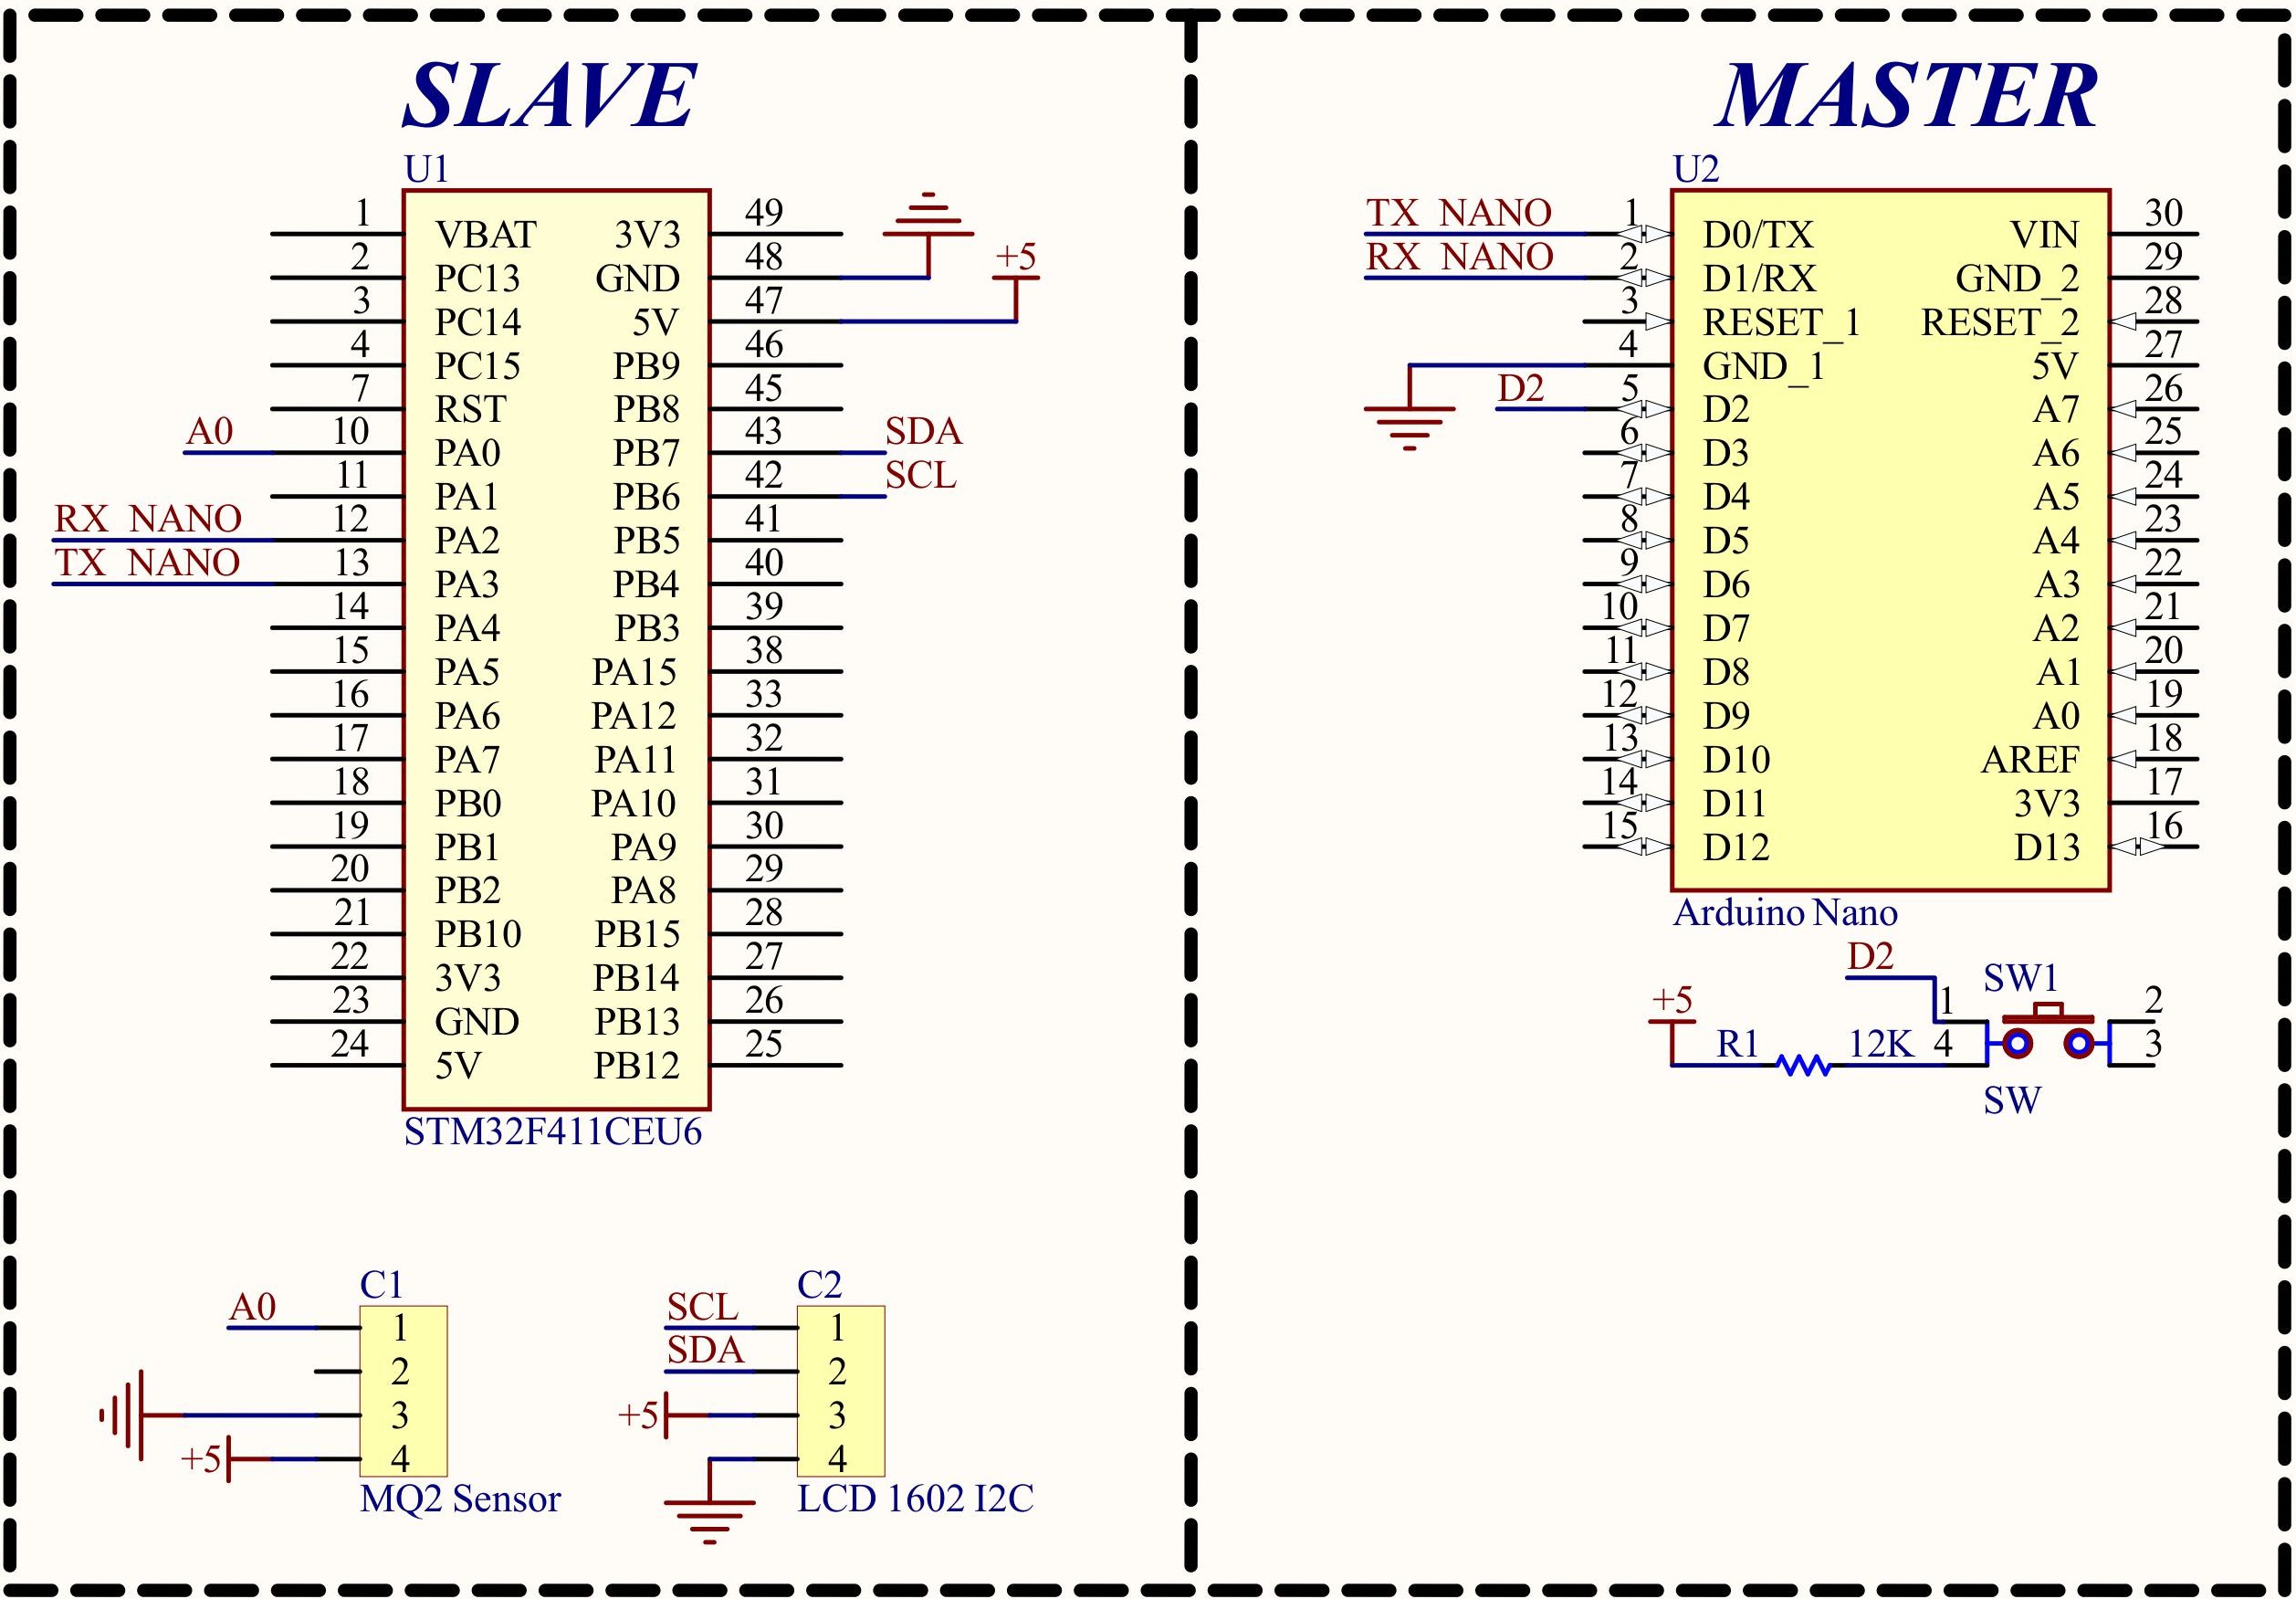 SLAVE
MASTER
U1
1 VBAT 3V3 49
2 PC13 GND 48
3 PC14 5V 47 +5
4 PC15 PB9 46
7 RST PB8 45
A0 10 PA0 PB7 43 SDA
11 PA1 PB6 42 SCL
RX NANO 12 PA2 PB5 41
TX NANO 13 PA3 PB4 40
14 PA4 PB3 39
15 PA5 PA15 38
16 PA6 PA12 33
17 PA7 PA11 32
18 PB0 PA10 31
19 PB1 PA9 30
20 PB2 PA8 29
21 PB10 PB15 28
22 3V3 PB14 27
23 GND PB13 26
24 5V PB12 25
STM32F411CEU6
U2
TX NANO 1 D0/TX VIN 30
RX NANO 2 D1/RX GND_2 29
3 RESET_1 RESET_2 28
4 GND_1 5V 27
D2 5 D2 A7 26
6 D3 A6 25
7 D4 A5 24
8 D5 A4 23
9 D6 A3 22
10 D7 A2 21
11 D8 A1 20
12 D9 A0 19
13 D10 AREF 18
14 D11 3V3 17
15 D12 D13 16
Arduino Nano
D2
SW1
+5 1 2
R1 12K 4 3
SW
C1
A0 1
2
3
+5 4
MQ2 Sensor
C2
SCL 1
SDA 2
+5 3
4
LCD 1602 I2C